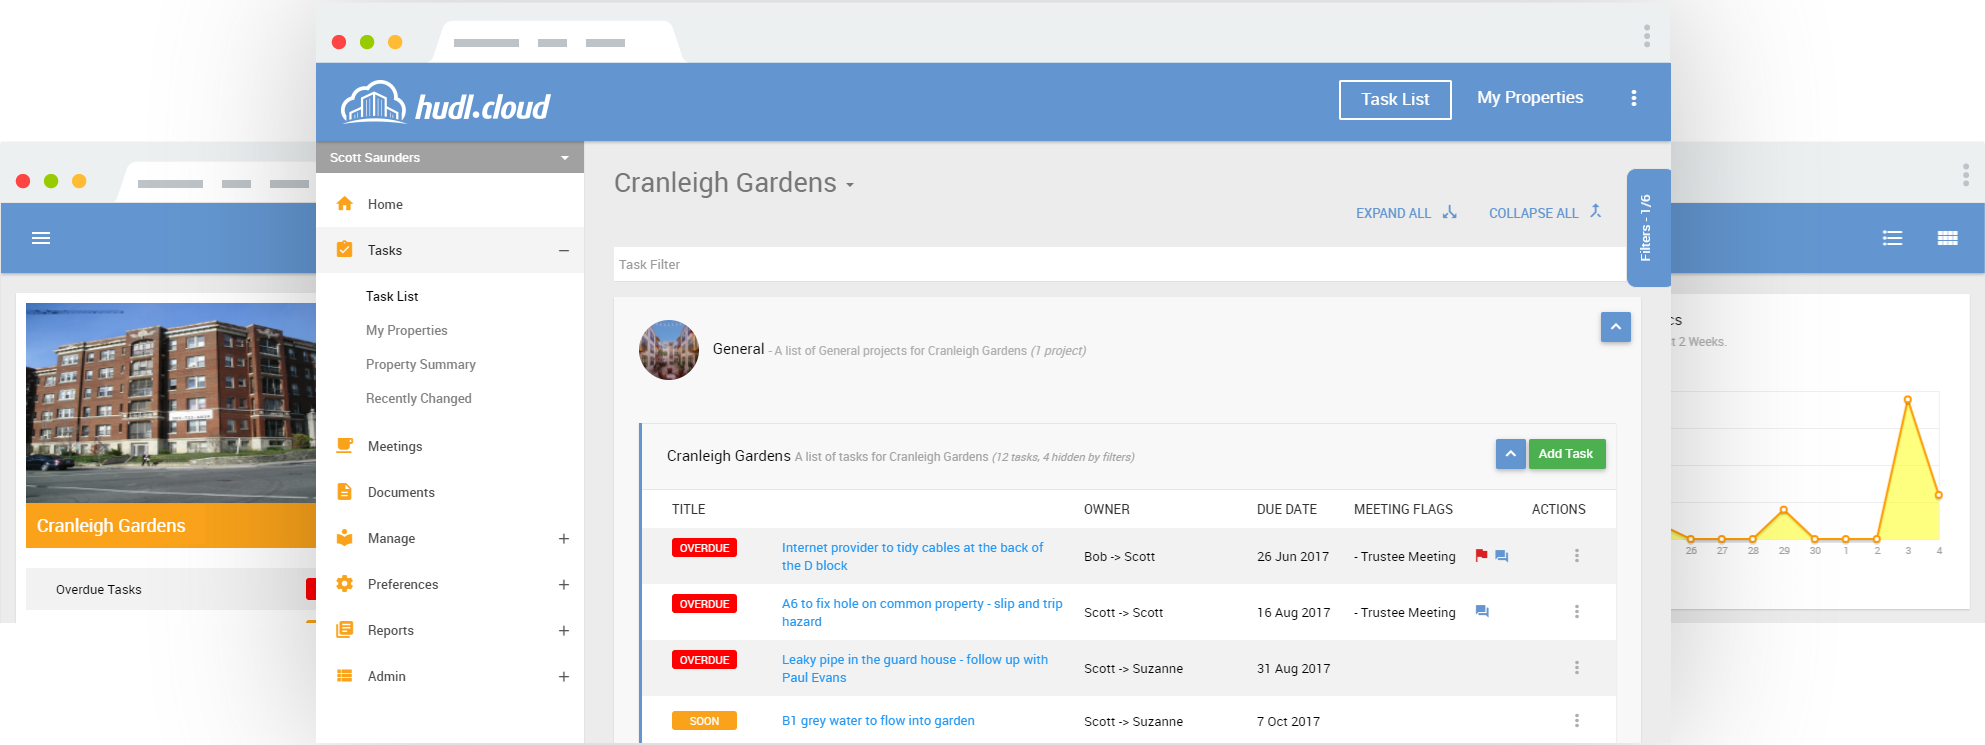 hudl.cloud
Task List
My Properties
Scott Saunders
Home
Tasks
Task List
My Properties
Property Summary
Recently Changed
Meetings
Documents
Manage
Preferences
Reports
Admin
Cranleigh Gardens
EXPAND ALL
COLLAPSE ALL
Filters - 1/6
Task Filter
General - A list of General projects for Cranleigh Gardens (1 project)
Cranleigh Gardens A list of tasks for Cranleigh Gardens (12 tasks, 4 hidden by filters)
Add Task
TITLE OWNER DUE DATE MEETING FLAGS ACTIONS
OVERDUE Internet provider to tidy cables at the back of
the D block
Bob -> Scott 26 Jun 2017 - Trustee Meeting
OVERDUE A6 to fix hole on common property - slip and trip
hazard
Scott -> Scott 16 Aug 2017 - Trustee Meeting
OVERDUE Leaky pipe in the guard house - follow up with
Paul Evans
Scott -> Suzanne 31 Aug 2017
SOON B1 grey water to flow into garden Scott -> Suzanne 7 Oct 2017
Cranleigh Gardens
Overdue Tasks
cs
t 2 Weeks.
26 27 28 29 30 1 2 3 4